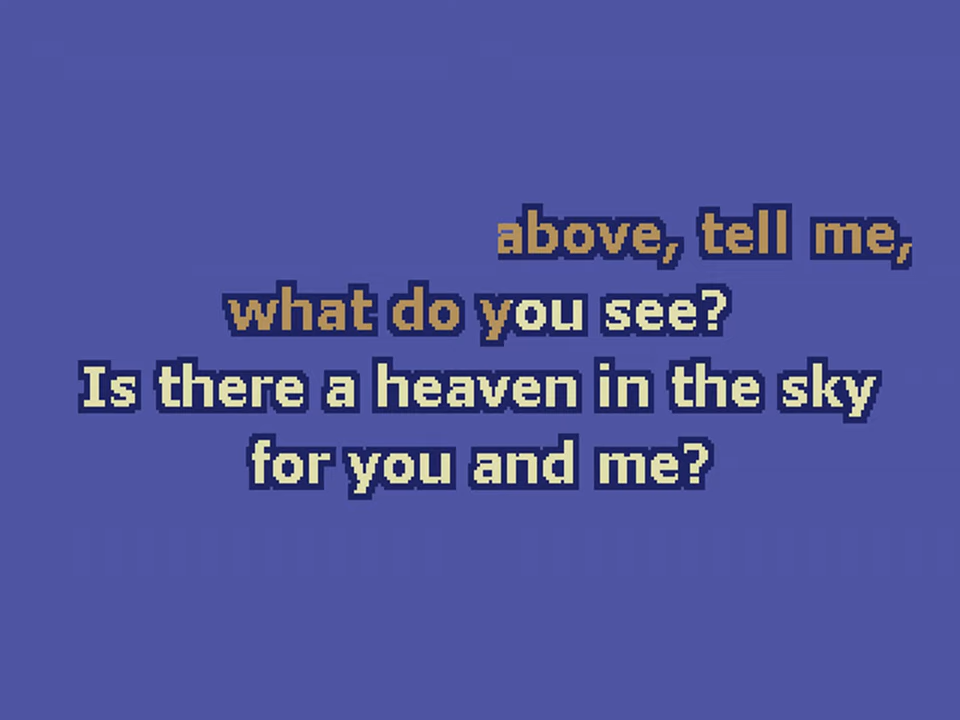 above, tell me,
what do you see?
Is there a heaven in the sky
for you and me?